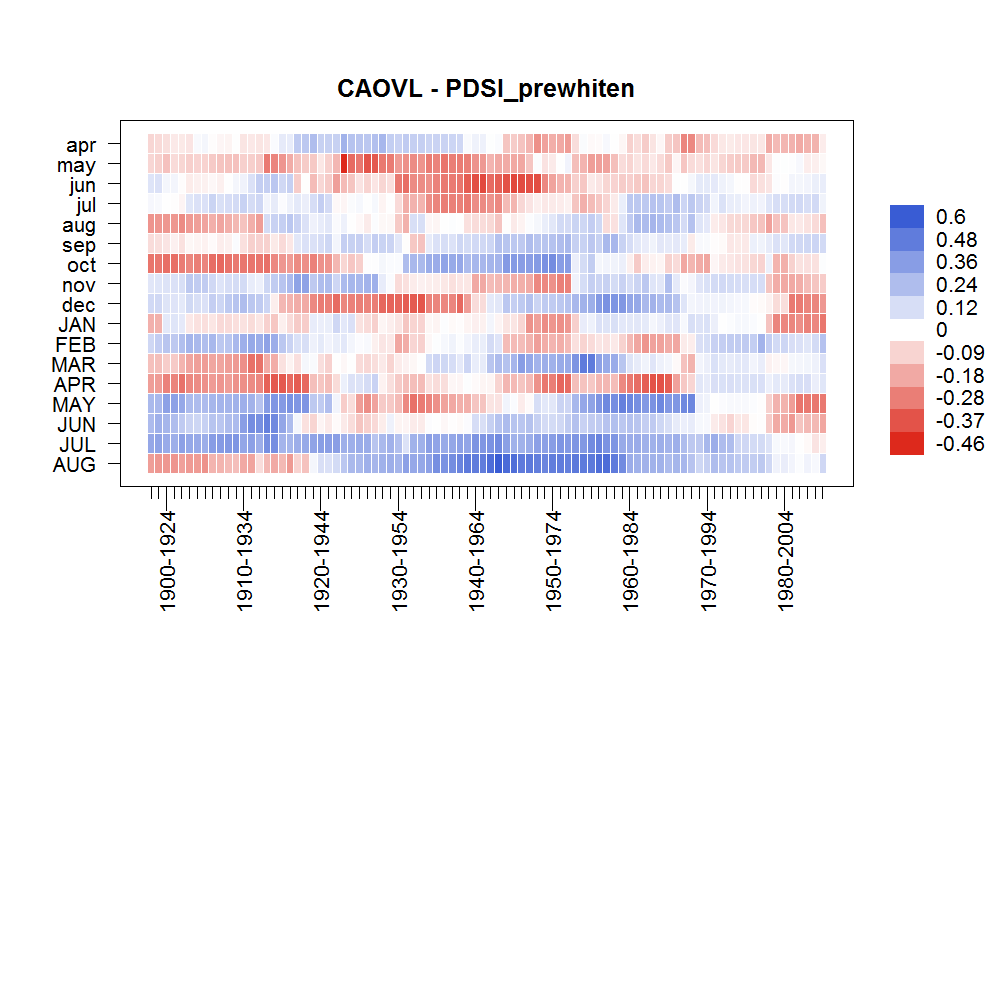 CAOVL - PDSI_prewhiten
apr
may
jun
jul
aug
sep
oct
nov
dec
JAN
FEB
MAR
APR
MAY
JUN
JUL
AUG
0.6
0.48
0.36
0.24
0.12
0
-0.09
-0.18
-0.28
-0.37
-0.46
1900-1924
1910-1934
1920-1944
1930-1954
1940-1964
1950-1974
1960-1984
1970-1994
1980-2004